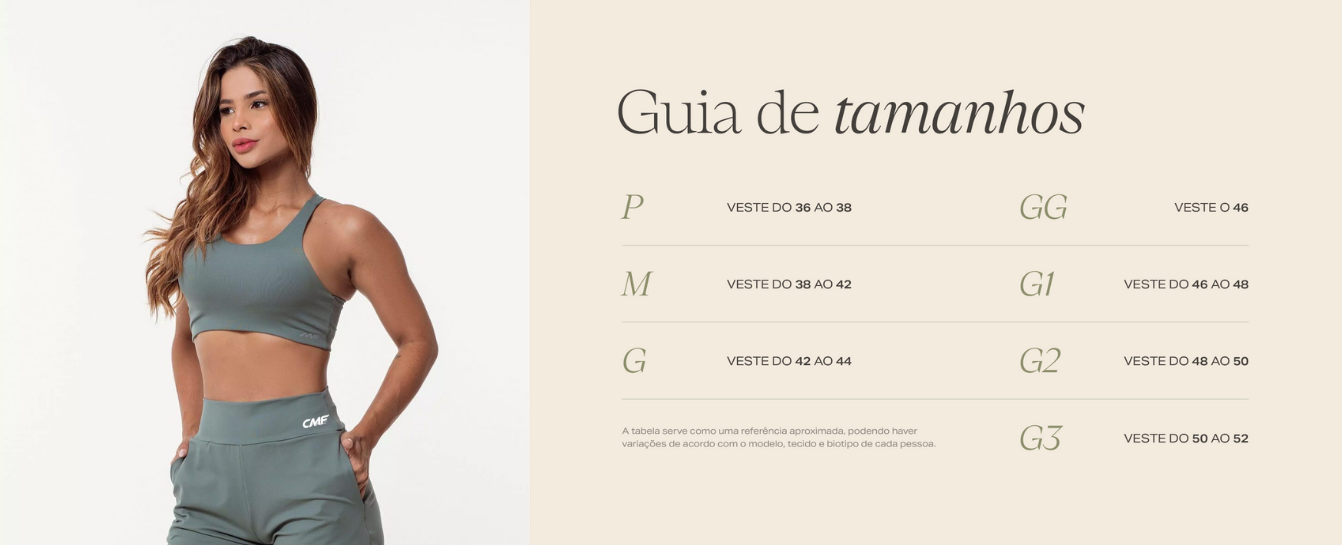 CMF
Guia de tamanhos
P VESTE DO 36 AO 38
GG VESTE O 46
M VESTE DO 38 AO 42
G1 VESTE DO 46 AO 48
G VESTE DO 42 AO 44
G2 VESTE DO 48 AO 50
A tabela serve como uma referência aproximada, podendo haver
variações de acordo com o modelo, tecido e biotipo de cada pessoa.
G3 VESTE DO 50 AO 52